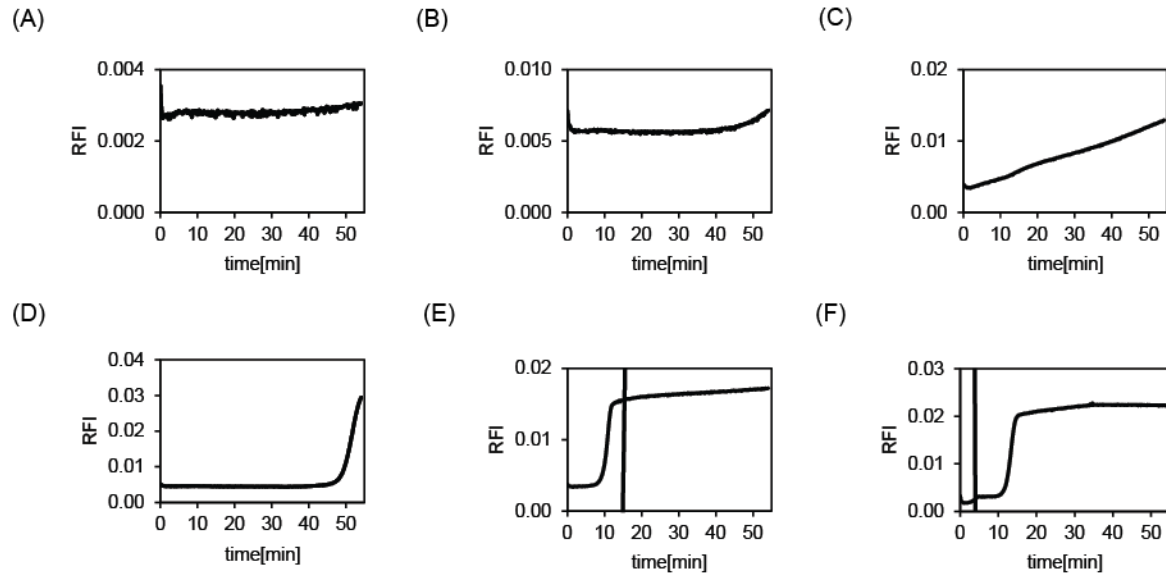 (A) (B) (C)
0.004 0.010 0.02
RFI 0.002 RFI 0.005 RFI 0.01
0.000 0.000 0.00
0 10 20 30 40 50 0 10 20 30 40 50 0 10 20 30 40 50
time[min] time[min] time[min]
(D) (E) (F)
0.04 0.02 0.03
0.03
RFI 0.02 RFI 0.01 RFI 0.02
0.01 0.01
0.00 0.00 0.00
0 10 20 30 40 50 0 10 20 30 40 50 0 10 20 30 40 50
time[min] time[min] time[min]